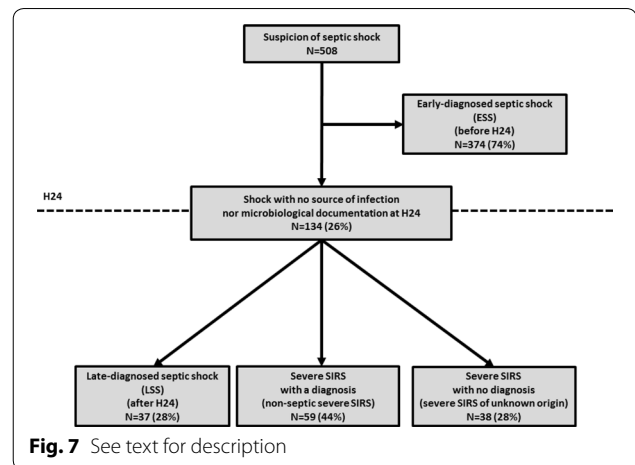 Suspicion of septic shock
N=508
Early-diagnosed septic shock
(ESS)
(before H24)
N=374 (74%)
H24
Shock with no source of infection
nor microbiological documentation at H24
N=134 (26%)
Late-diagnosed septic shock
(LSS)
(after H24)
N=37 (28%)
Severe SIRS
with a diagnosis
(non-septic severe SIRS)
N=59 (44%)
Severe SIRS
with no diagnosis
(severe SIRS of unknown origin)
N=38 (28%)
Fig. 7 See text for description